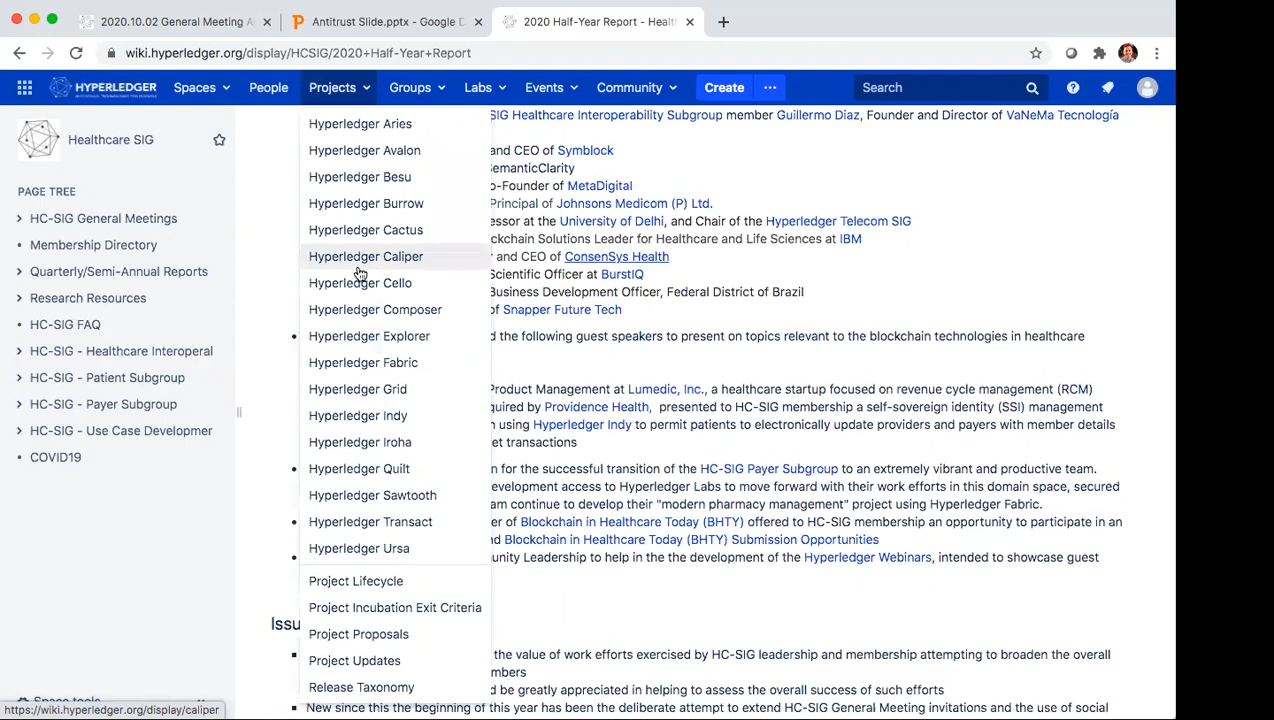 2020.10.02 General Meeting A
Antitrust Slide.pptx - Google D
2020 Half-Year Report - Healt
wiki.hyperledger.org/display/HCSIG/2020+Half-Year+Report
HYPERLEDGER
Spaces
People
Projects
Groups
Labs
Events
Community
Create
Search
Healthcare SIG
PAGE TREE
HC-SIG General Meetings
Membership Directory
Quarterly/Semi-Annual Reports
Research Resources
HC-SIG FAQ
HC-SIG - Healthcare Interoperal
HC-SIG - Patient Subgroup
HC-SIG - Payer Subgroup
HC-SIG - Use Case Developmer
COVID19
Space tools
https://wiki.hyperledger.org/display/caliper
Hyperledger Aries
Hyperledger Avalon
Hyperledger Besu
Hyperledger Burrow
Hyperledger Cactus
Hyperledger Caliper
Hyperledger Cello
Hyperledger Composer
Hyperledger Explorer
Hyperledger Fabric
Hyperledger Grid
Hyperledger Indy
Hyperledger Iroha
Hyperledger Quilt
Hyperledger Sawtooth
Hyperledger Transact
Hyperledger Ursa
Project Lifecycle
Project Incubation Exit Criteria
Project Proposals
Project Updates
Release Taxonomy
SIG Healthcare Interoperability Subgroup member Guillermo Diaz, Founder and Director of VaNeMa Tecnología
and CEO of Symblock
SemanticClarity
o-Founder of MetaDigital
Principal of Johnsons Medicom (P) Ltd.
essor at the University of Delhi, and Chair of the Hyperledger Telecom SIG
ckchain Solutions Leader for Healthcare and Life Sciences at IBM
r and CEO of ConsenSys Health
Scientific Officer at BurstIQ
Business Development Officer, Federal District of Brazil
of Snapper Future Tech
d the following guest speakers to present on topics relevant to the blockchain technologies in healthcare
Product Management at Lumedic, Inc., a healthcare startup focused on revenue cycle management (RCM)
quired by Providence Health, presented to HC-SIG membership a self-sovereign identity (SSI) management
n using Hyperledger Indy to permit patients to electronically update providers and payers with member details
et transactions
n for the successful transition of the HC-SIG Payer Subgroup to an extremely vibrant and productive team.
evelopment access to Hyperledger Labs to move forward with their work efforts in this domain space, secured
am continue to develop their "modern pharmacy management" project using Hyperledger Fabric.
er of Blockchain in Healthcare Today (BHTY) offered to HC-SIG membership an opportunity to participate in an
nd Blockchain in Healthcare Today (BHTY) Submission Opportunities
unity Leadership to help in the the development of the Hyperledger Webinars, intended to showcase guest
Issu
the value of work efforts exercised by HC-SIG leadership and membership attempting to broaden the overall
mbers
d be greatly appreciated in helping to assess the overall success of such efforts
New since this the beginning of this year has been the deliberate attempt to extend HC-SIG General Meeting invitations and the use of social